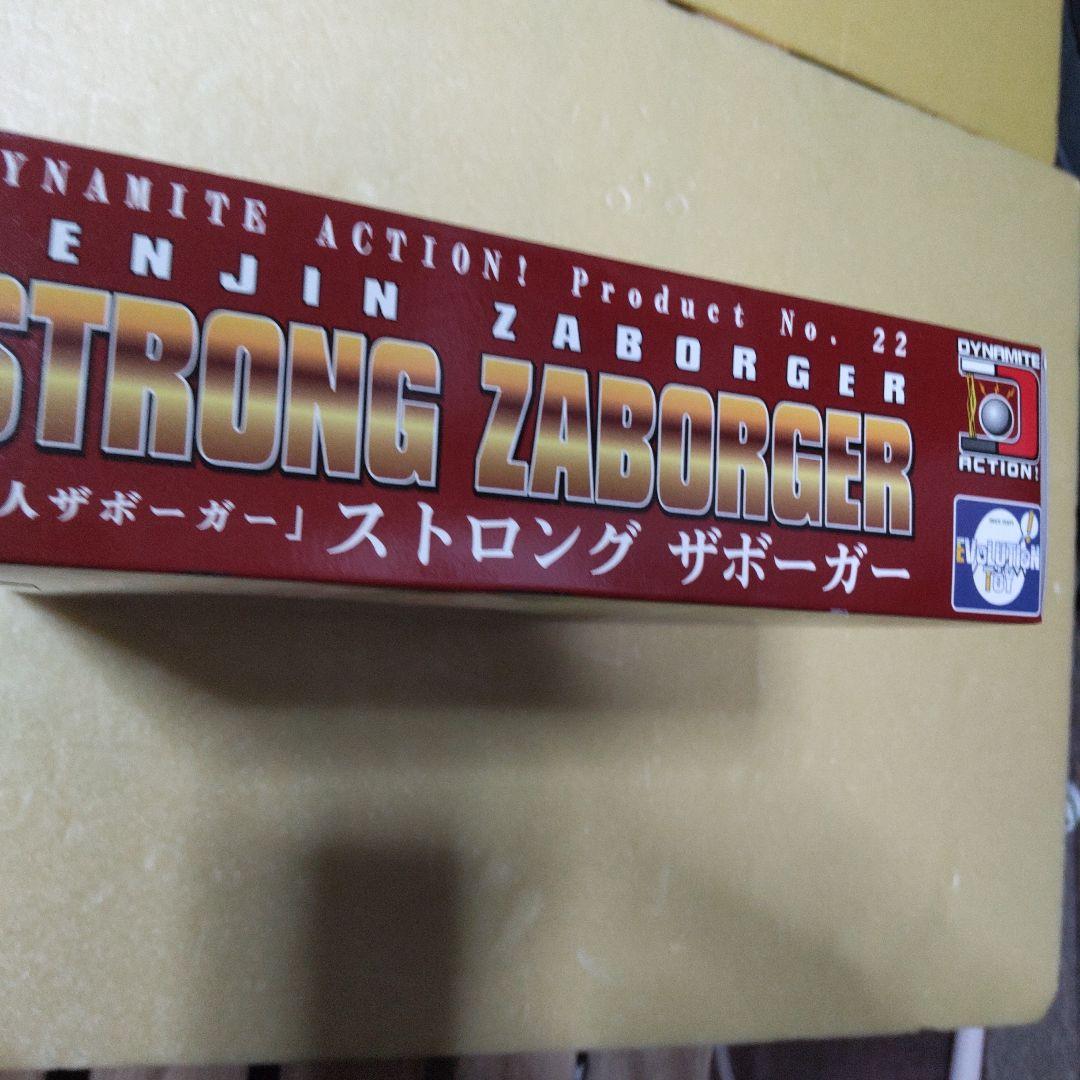 YNAMITE ACTION! Product No. 22
ENJIN ZABORGER
STRONG ZABORGER
人ザボーガー」ストロング ザボーガー
DYNAMITE
D
ACTION!
EVOLUTION!
TOY